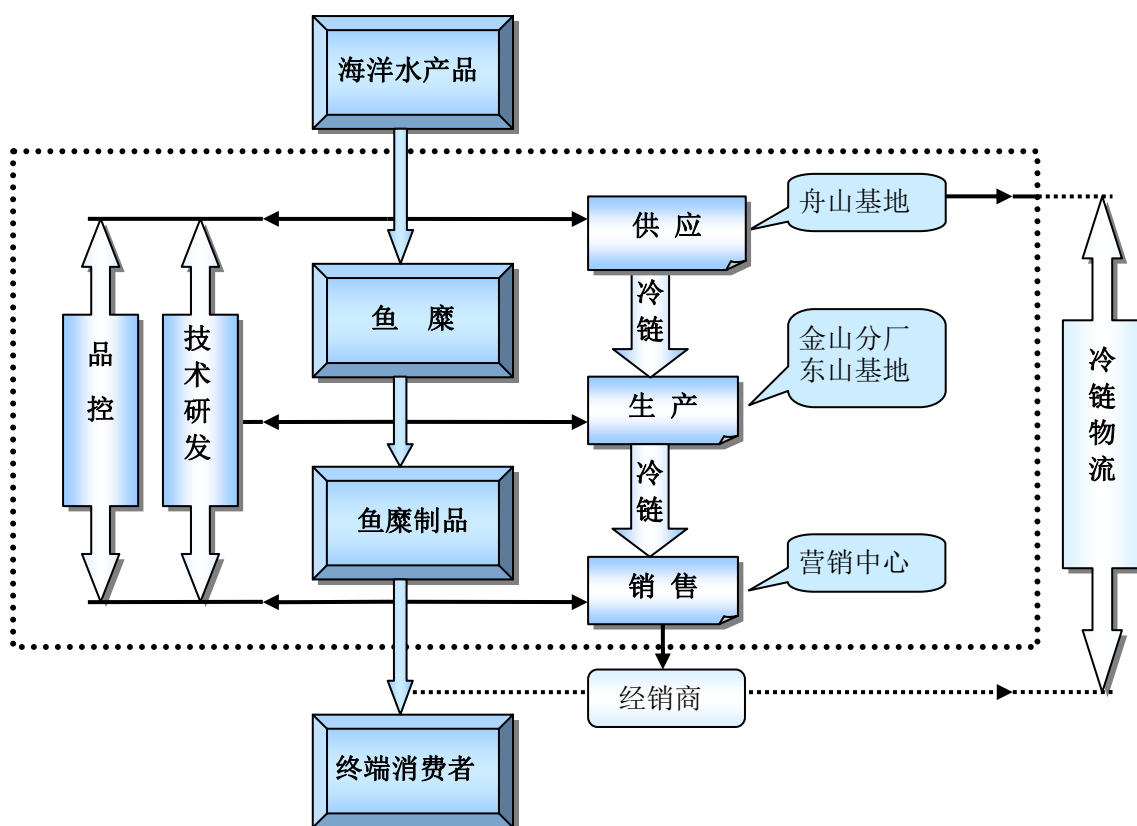 海洋水产品
舟山基地
供 应
冷链
鱼 糜
金山分厂
东山基地
品控
技术研发
冷链物流
生 产
冷链
鱼糜制品
营销中心
销 售
经销商
终端消费者